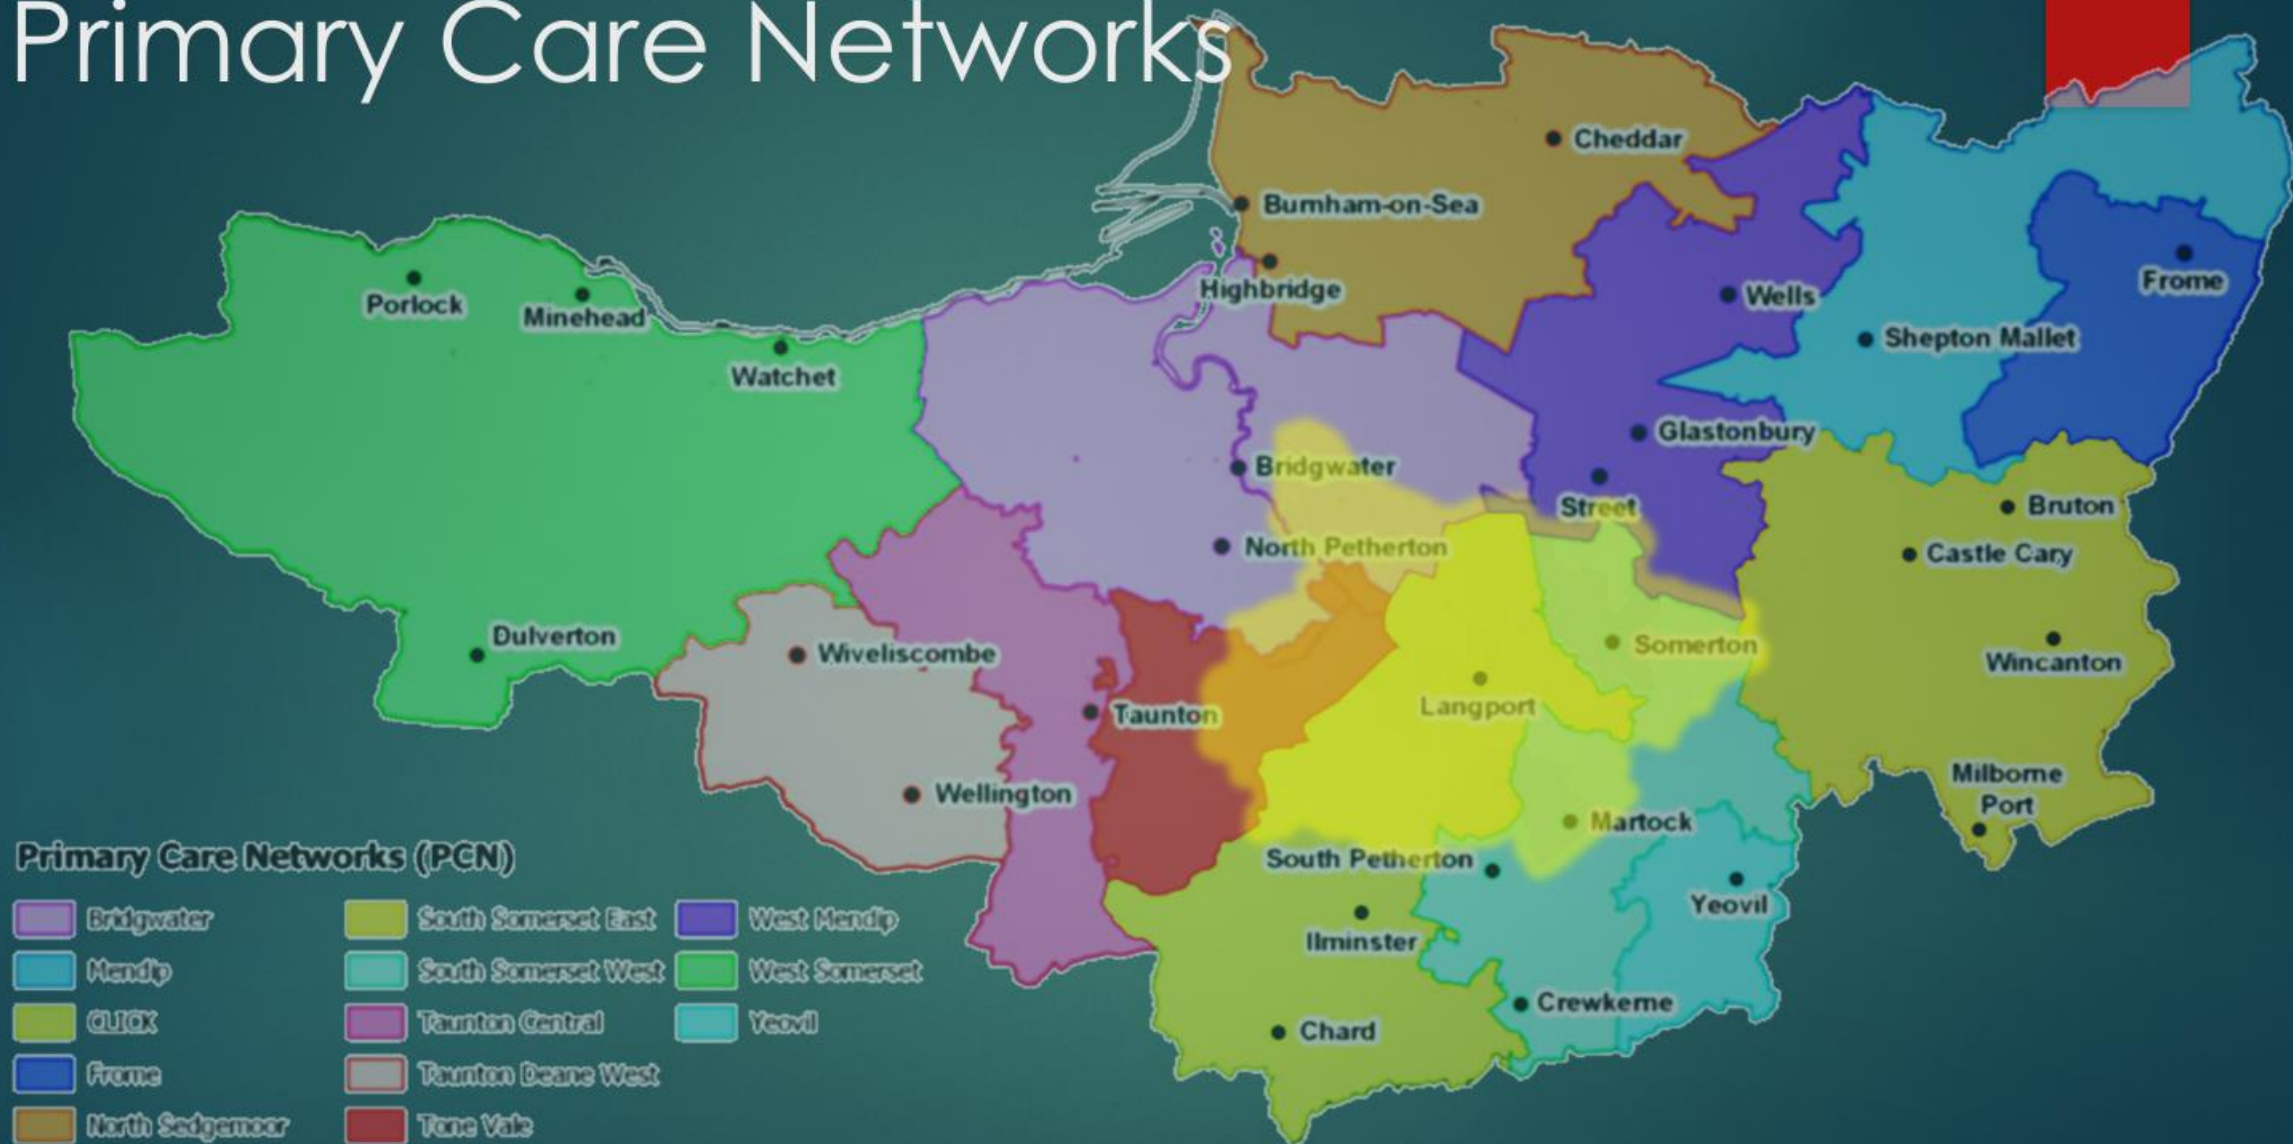 Primary Care Networks
Cheddar
Burnham-on-Sea
Highbridge
Porlock
Minehead
Watchet
Wells
Frome
Shepton Mallet
Glastonbury
Bridgwater
Street
Bruton
North Petherton
Castle Cary
Dulverton
Wiveliscombe
Somerton
Wincanton
Langport
Taunton
Wellington
Milborne
Port
Martock
South Petherton
Yeovil
Ilminster
Crewkerne
Chard
Primary Care Networks (PCN)
Bridgwater
Mendip
CLICK
Frome
North Sedgemoor
South Somerset East
South Somerset West
Taunton Central
Taunton Deane West
Tone Vale
West Mendip
West Somerset
Yeovil